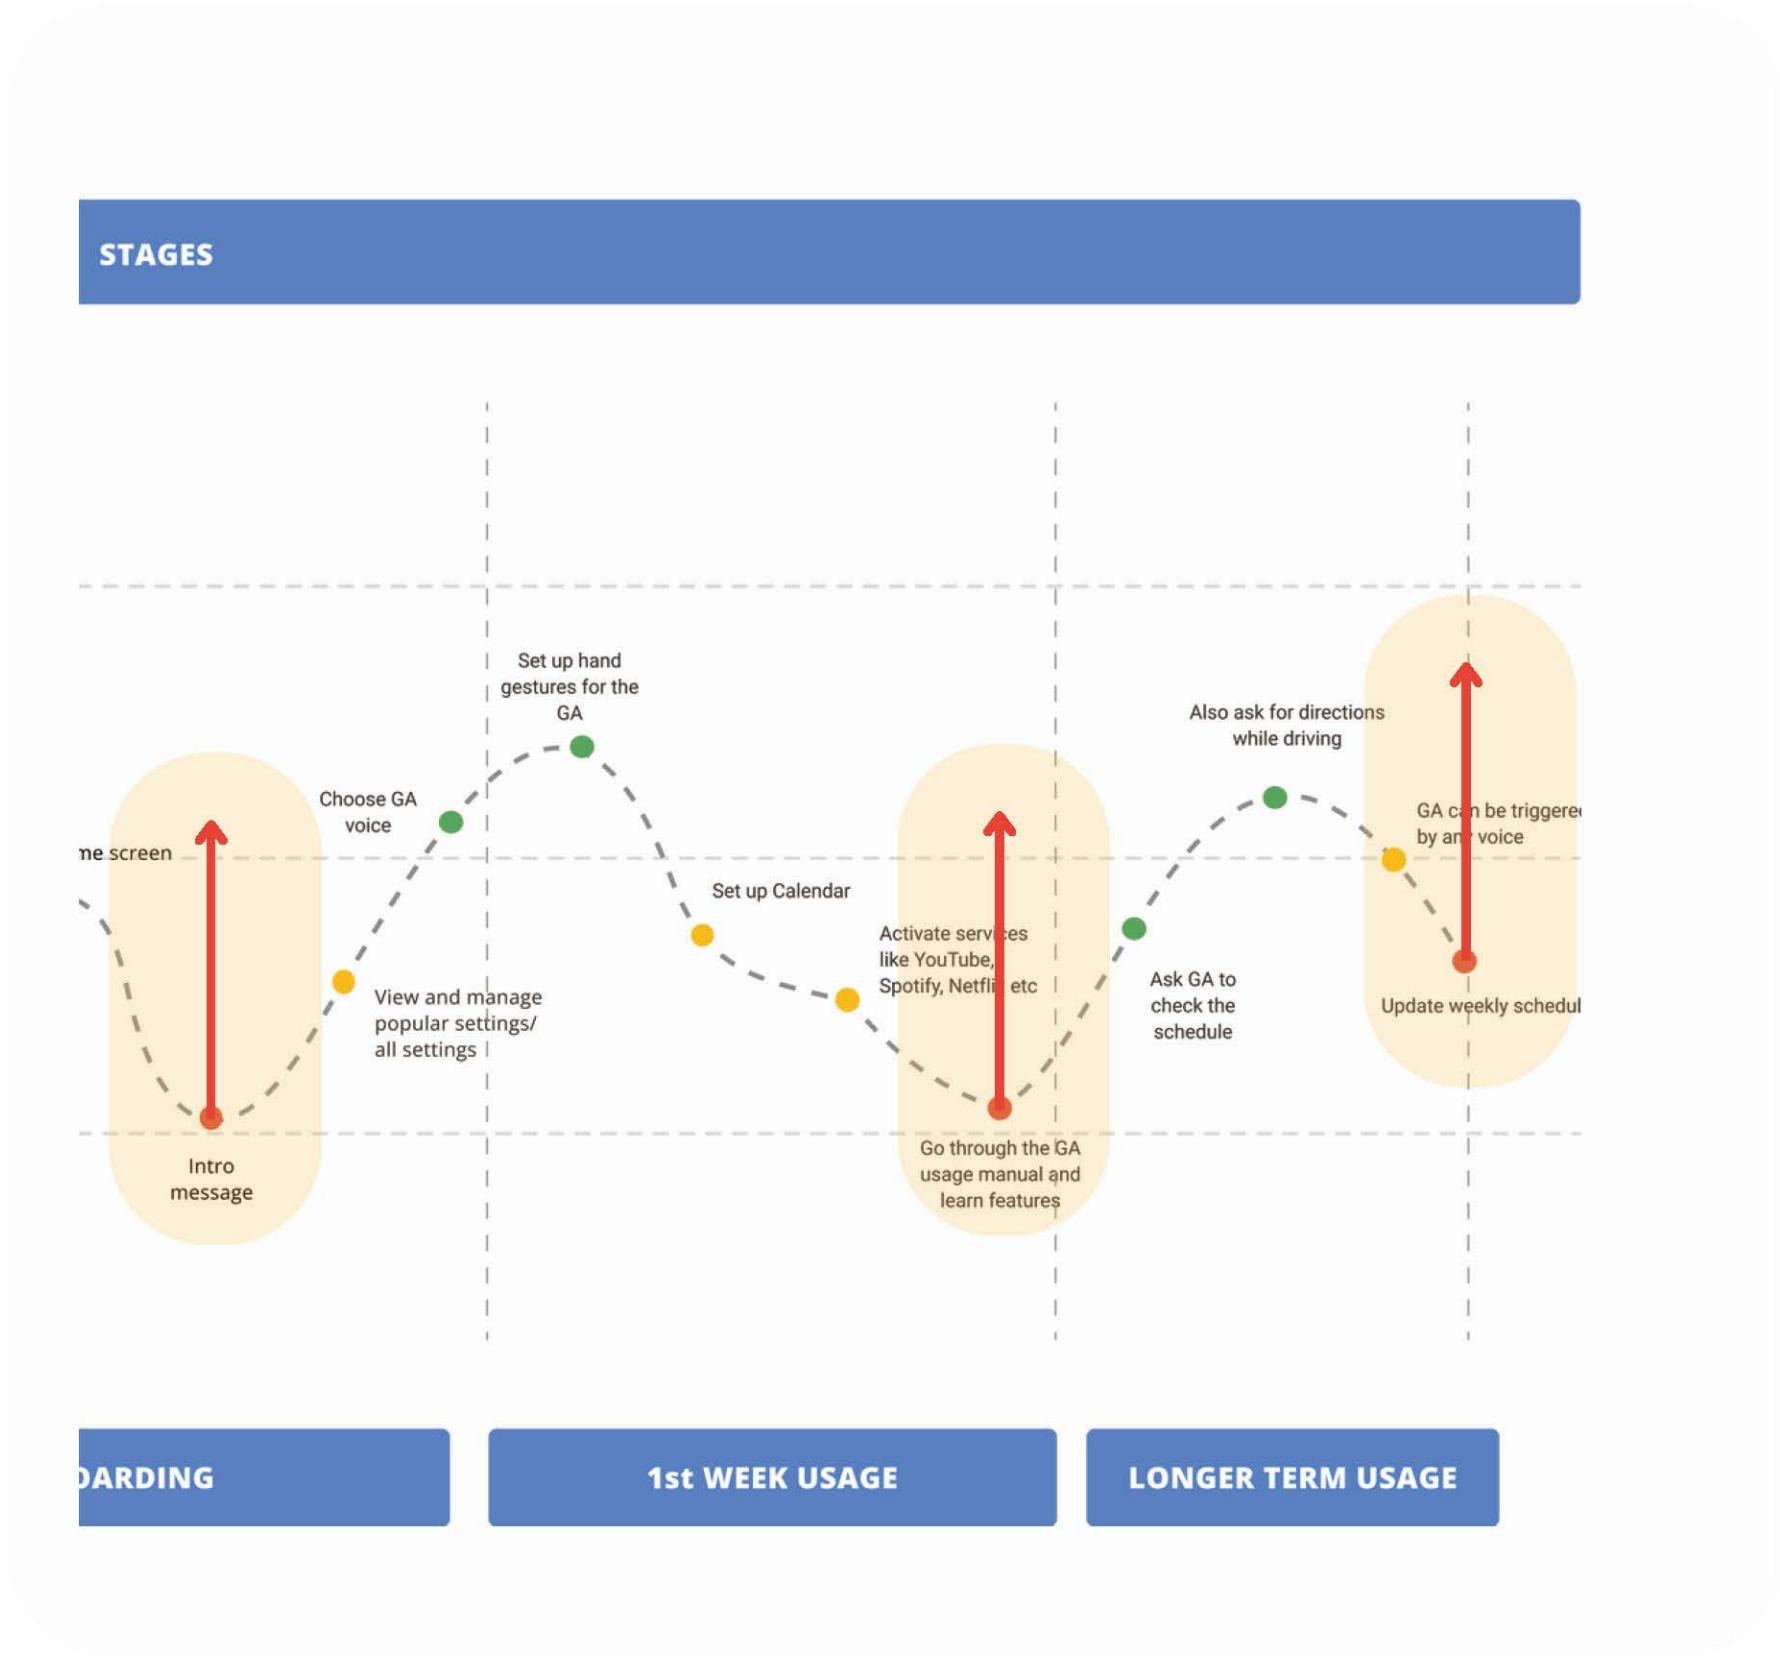 STAGES
Set up hand
gestures for the
GA
Also ask for directions
while driving
Choose GA
voice
GA can be triggered
by any voice
me screen
Set up Calendar
Activate services
like YouTube,
Spotify, Netflix etc
View and manage
popular settings/
all settings
Ask GA to
check the
schedule
Update weekly schedul
Intro
message
Go through the GA
usage manual and
learn features
OARDING
1st WEEK USAGE
LONGER TERM USAGE